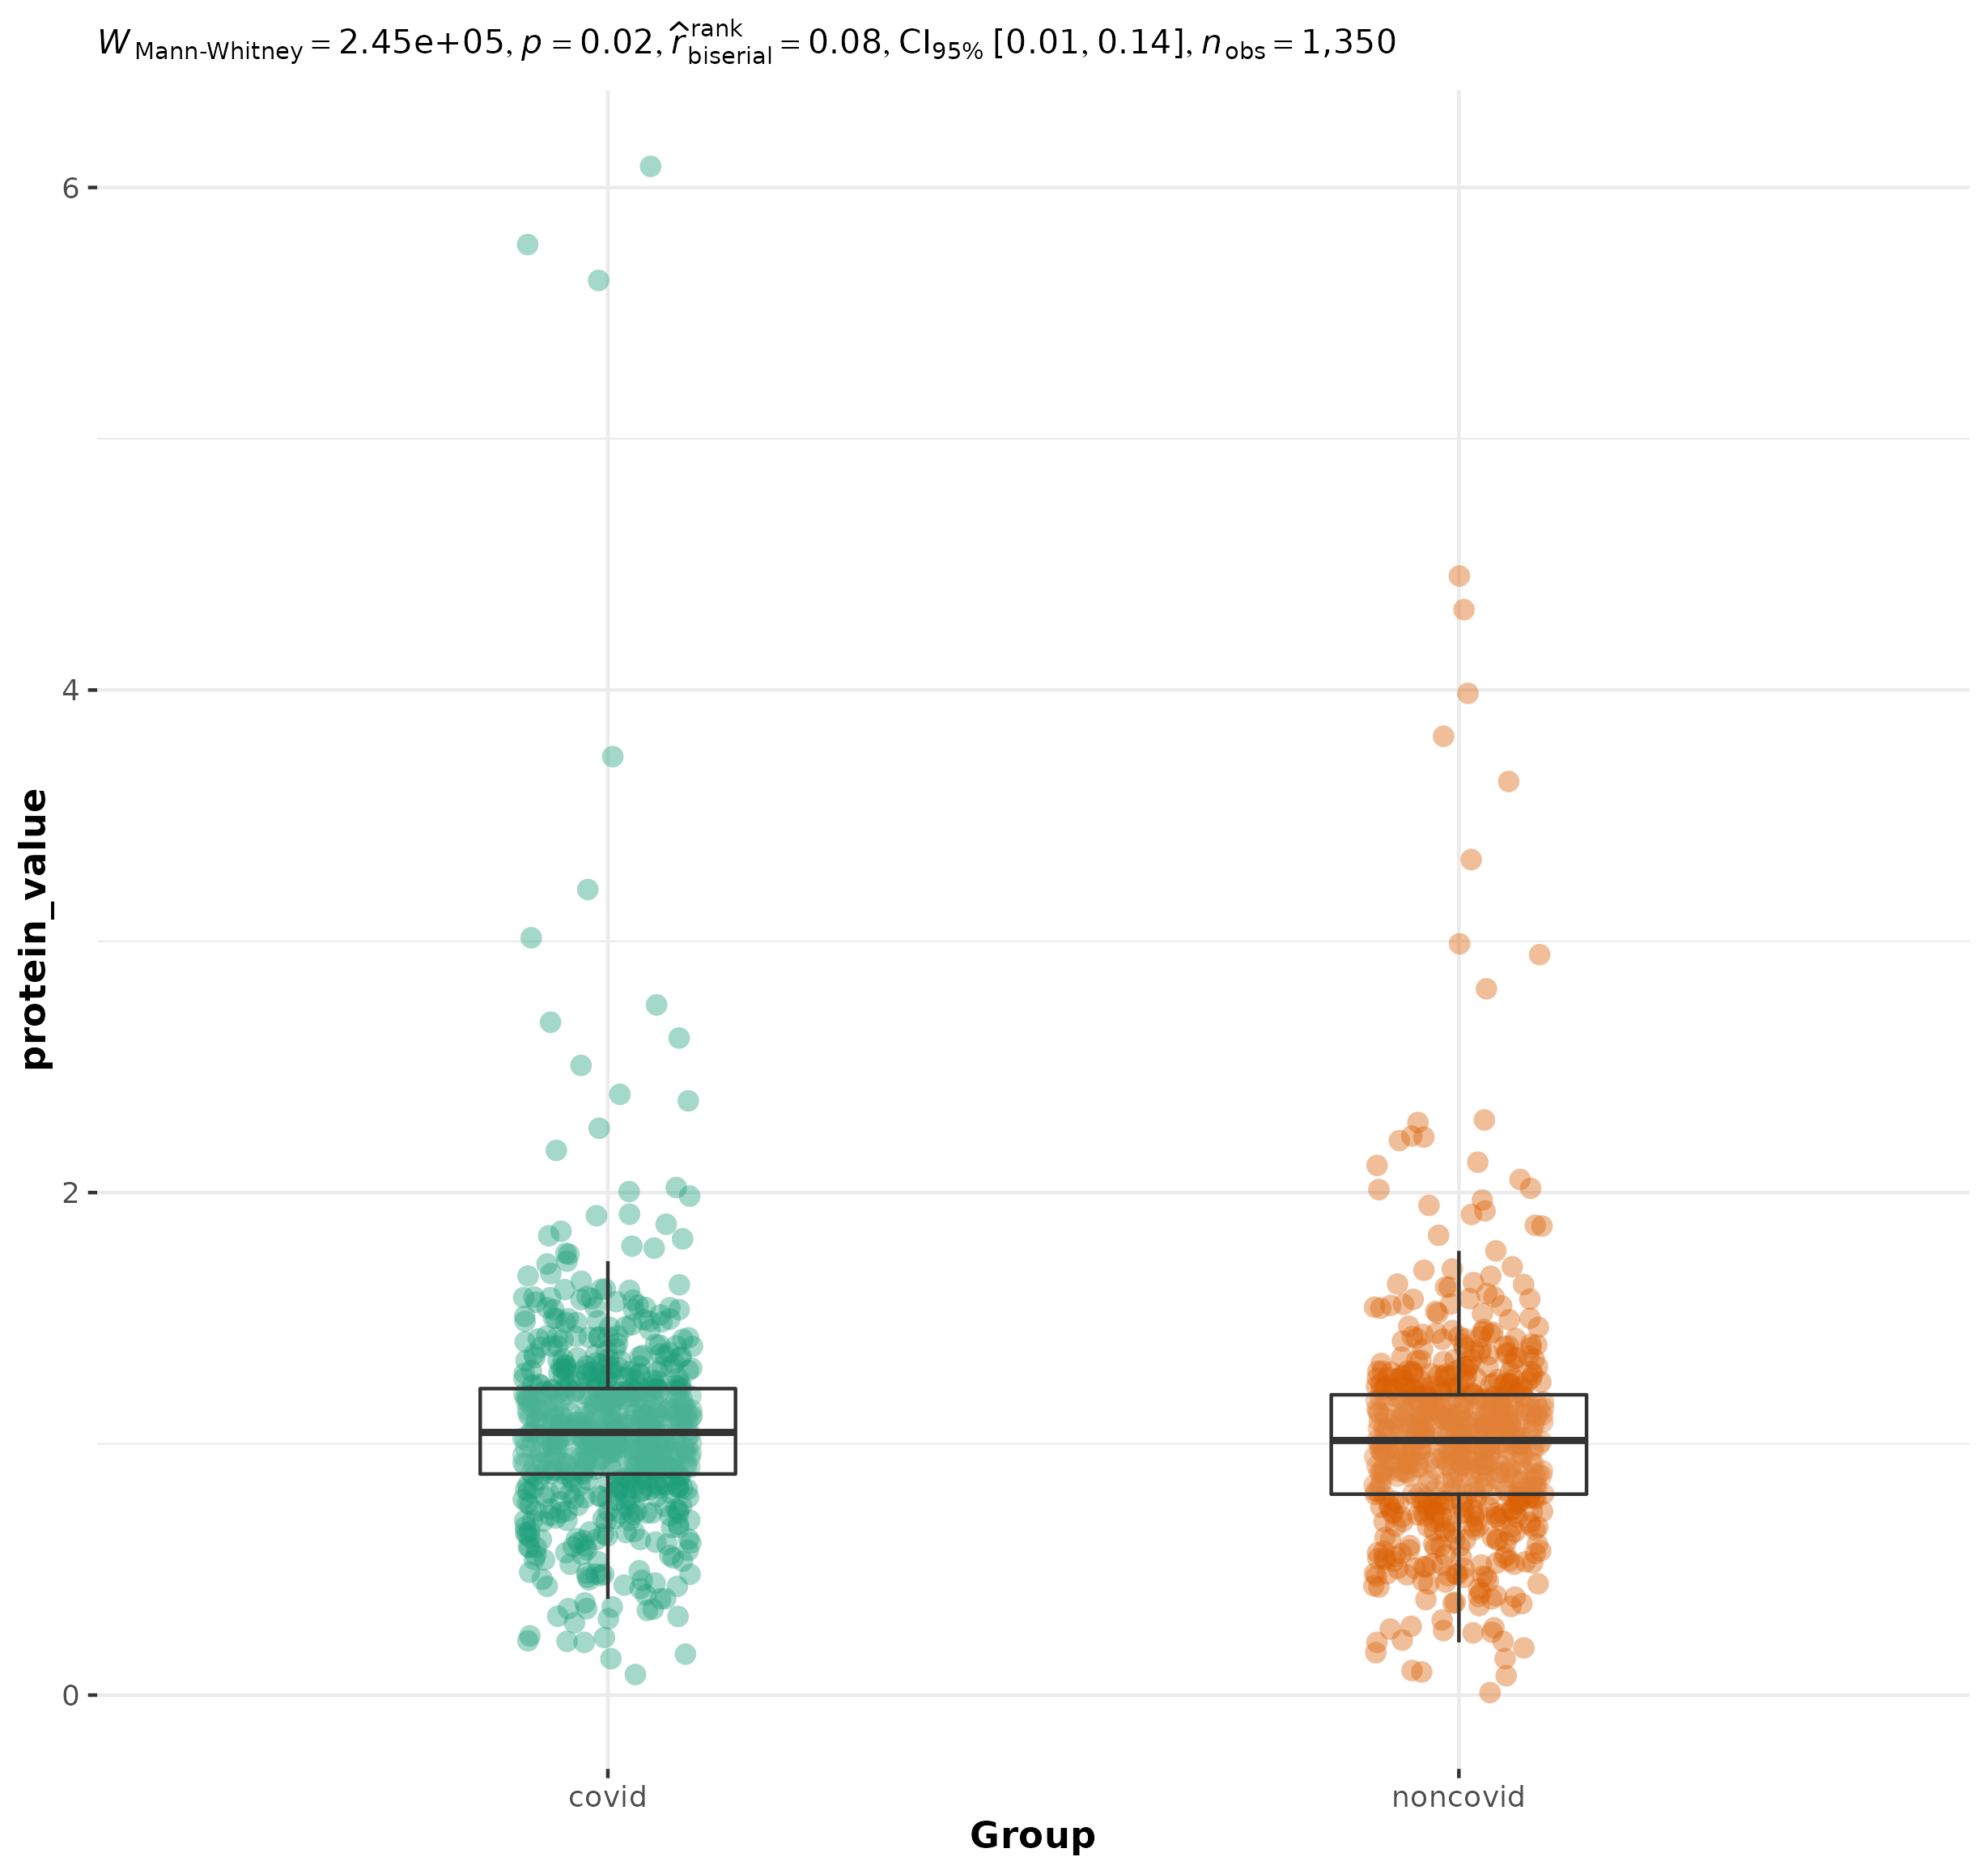 W Mann-Whitney = 2.45e+05, p = 0.02, r̂ rank biserial = 0.08, CI95% [0.01, 0.14], n obs = 1,350
6
4
2
0
protein_value
covid noncovid
Group